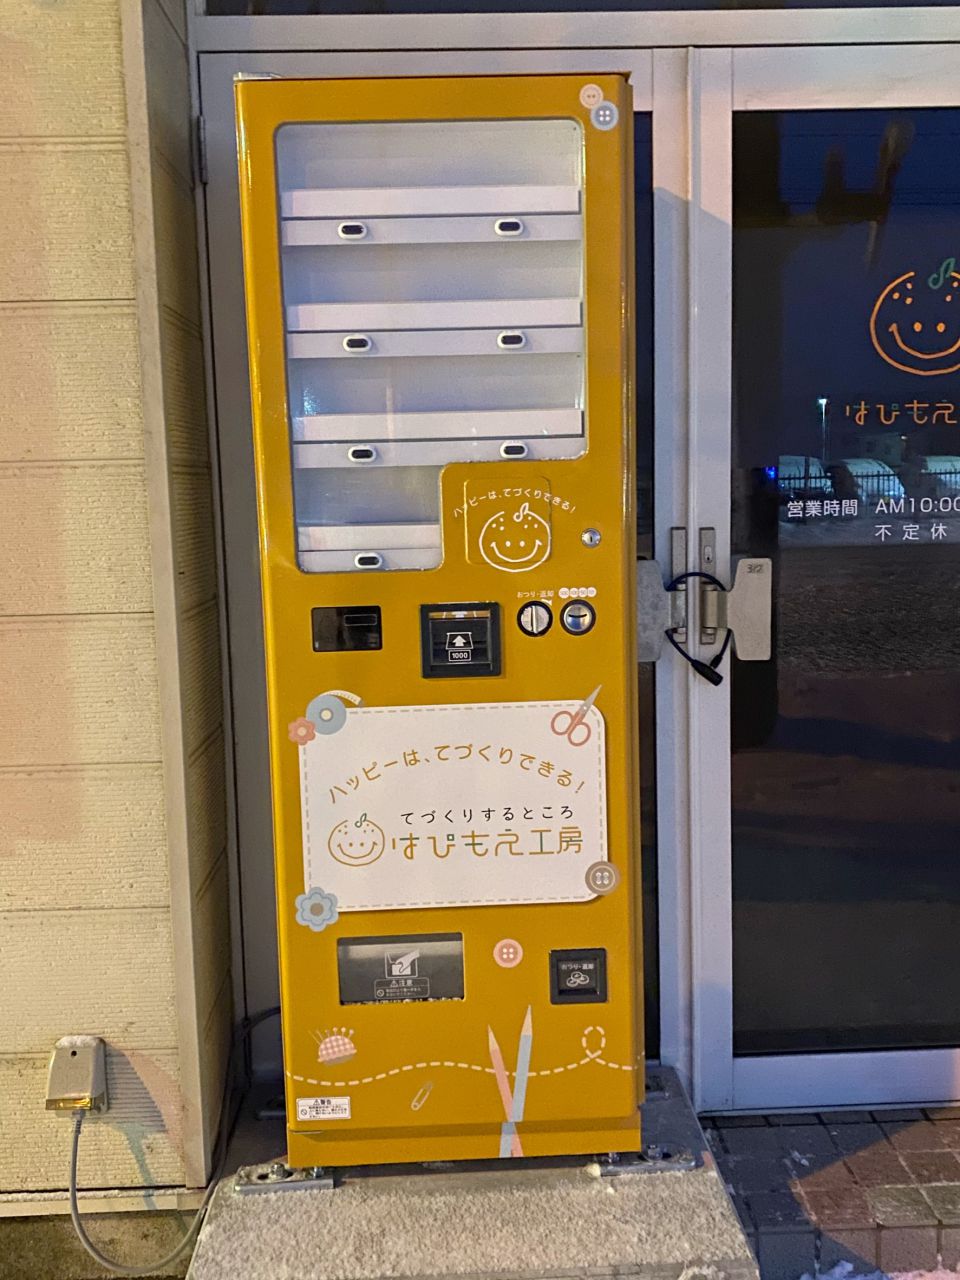 ハッピーは、てづくりできる!
はぴもえ
営業時間 AM10:00
不定休
312
おつり・返却
1000
ハッピーは、てづくりできる!
てづくりするところ
はぴもえ工房
注意
おつり・返却
警告